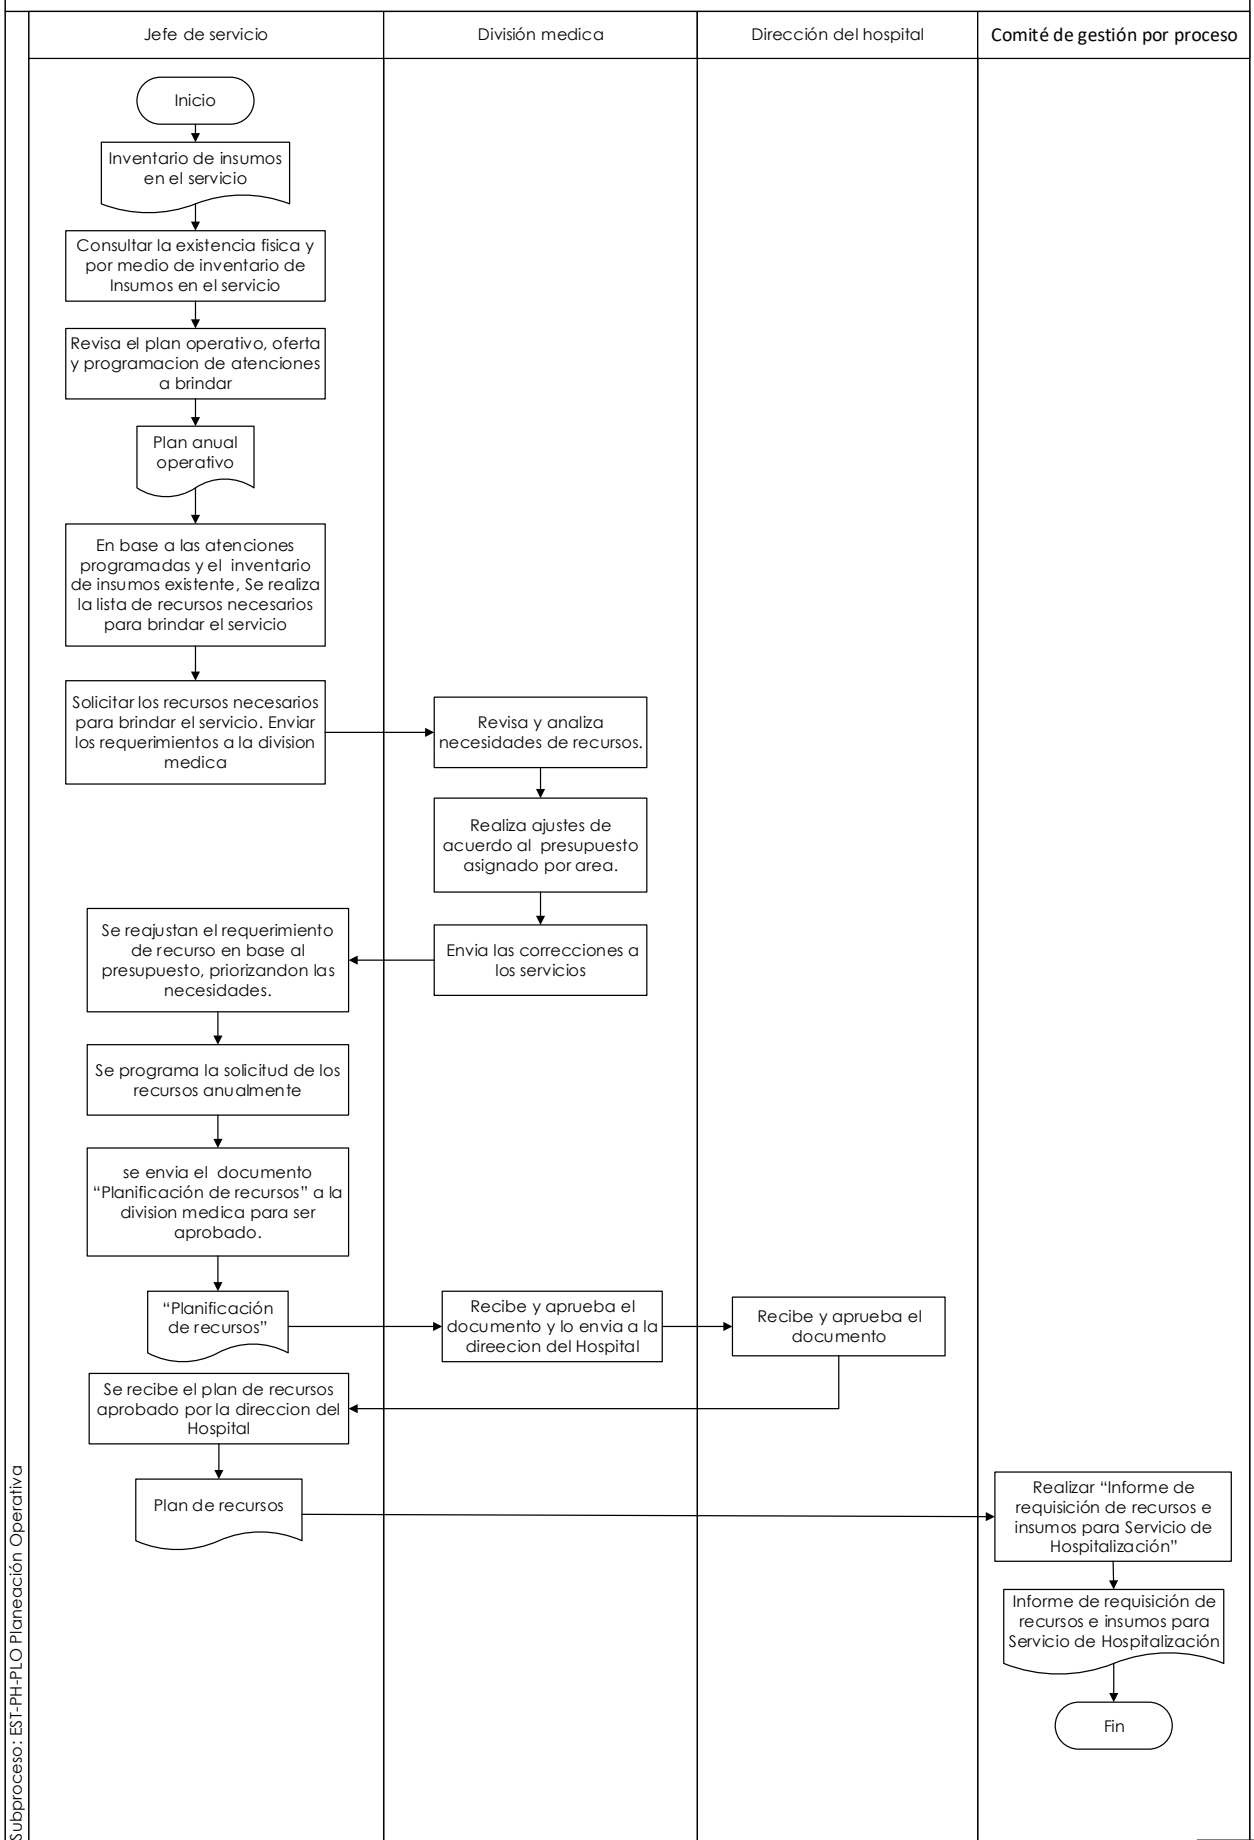 Jefe de servicio
División medica
Dirección del hospital
Comité de gestión por proceso
Inicio
Inventario de insumos
en el servicio
Consultar la existencia fisica y
por medio de inventario de
Insumos en el servicio
Revisa el plan operativo, oferta
y programacion de atenciones
a brindar
Plan anual
operativo
En base a las atenciones
programadas y el inventario
de insumos existente, Se realiza
la lista de recursos necesarios
para brindar el servicio
Solicitar los recursos necesarios
para brindar el servicio. Enviar
los requerimientos a la division
medica
Revisa y analiza
necesidades de recursos.
Realiza ajustes de
acuerdo al presupuesto
asignado por area.
Envia las correcciones a
los servicios
Se reajustan el requerimiento
de recurso en base al
presupuesto, priorizandon las
necesidades.
Se programa la solicitud de los
recursos anualmente
se envia el documento
“Planificación de recursos” a la
division medica para ser
aprobado.
“Planificación
de recursos”
Recibe y aprueba el
documento y lo envia a la
direecion del Hospital
Recibe y aprueba el
documento
Se recibe el plan de recursos
aprobado por la direccion del
Hospital
Plan de recursos
Realizar “Informe de
requisición de recursos e
insumos para Servicio de
Hospitalización”
Informe de requisición de
recursos e insumos para
Servicio de Hospitalización
Fin
Subproceso: EST-PH-PLO Planeación Operativa